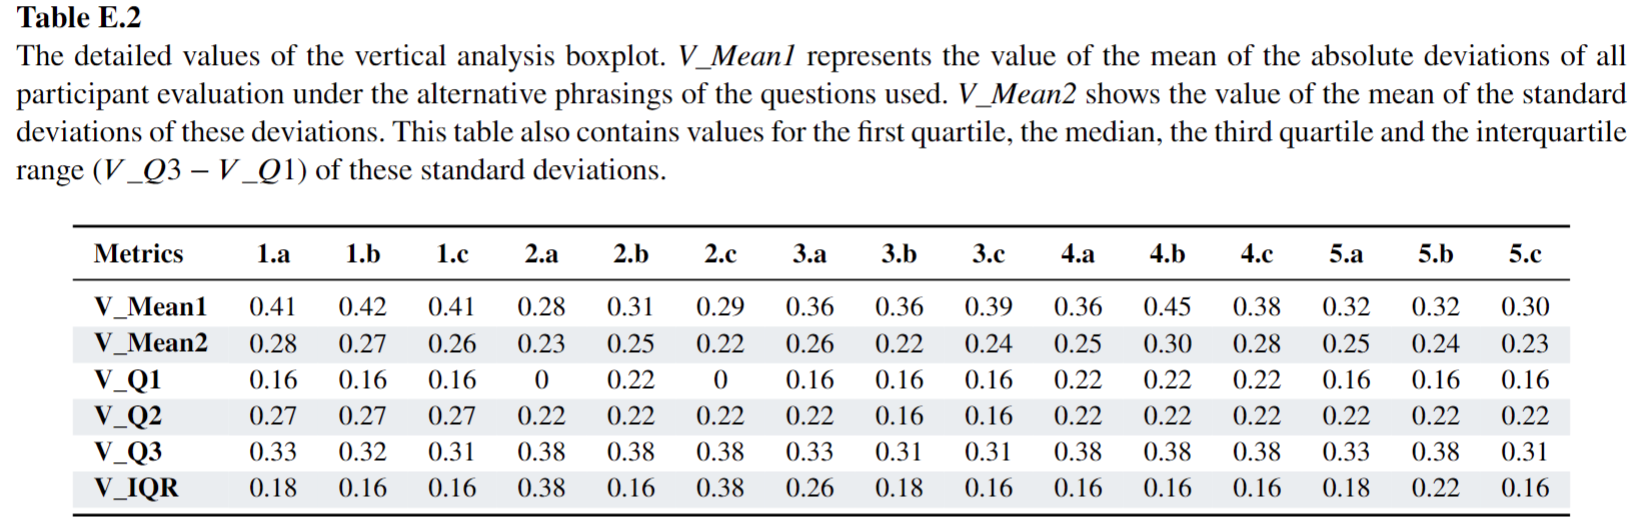 Table E.2
The detailed values of the vertical analysis boxplot. V_Mean1 represents the value of the mean of the absolute deviations of all
participant evaluation under the alternative phrasings of the questions used. V_Mean2 shows the value of the mean of the standard
deviations of these deviations. This table also contains values for the first quartile, the median, the third quartile and the interquartile
range (V_Q3 – V_Q1) of these standard deviations.
Metrics 1.a 1.b 1.c 2.a 2.b 2.c 3.a 3.b 3.c 4.a 4.b 4.c 5.a 5.b 5.c
V_Mean1 0.41 0.42 0.41 0.28 0.31 0.29 0.36 0.36 0.39 0.36 0.45 0.38 0.32 0.32 0.30
V_Mean2 0.28 0.27 0.26 0.23 0.25 0.22 0.26 0.22 0.24 0.25 0.30 0.28 0.25 0.24 0.23
V_Q1 0.16 0.16 0.16 0 0.22 0 0.16 0.16 0.16 0.22 0.22 0.22 0.16 0.16 0.16
V_Q2 0.27 0.27 0.27 0.22 0.22 0.22 0.22 0.16 0.16 0.22 0.22 0.22 0.22 0.22 0.22
V_Q3 0.33 0.32 0.31 0.38 0.38 0.38 0.33 0.31 0.31 0.38 0.38 0.38 0.33 0.38 0.31
V_IQR 0.18 0.16 0.16 0.38 0.16 0.38 0.26 0.18 0.16 0.16 0.16 0.16 0.18 0.22 0.16